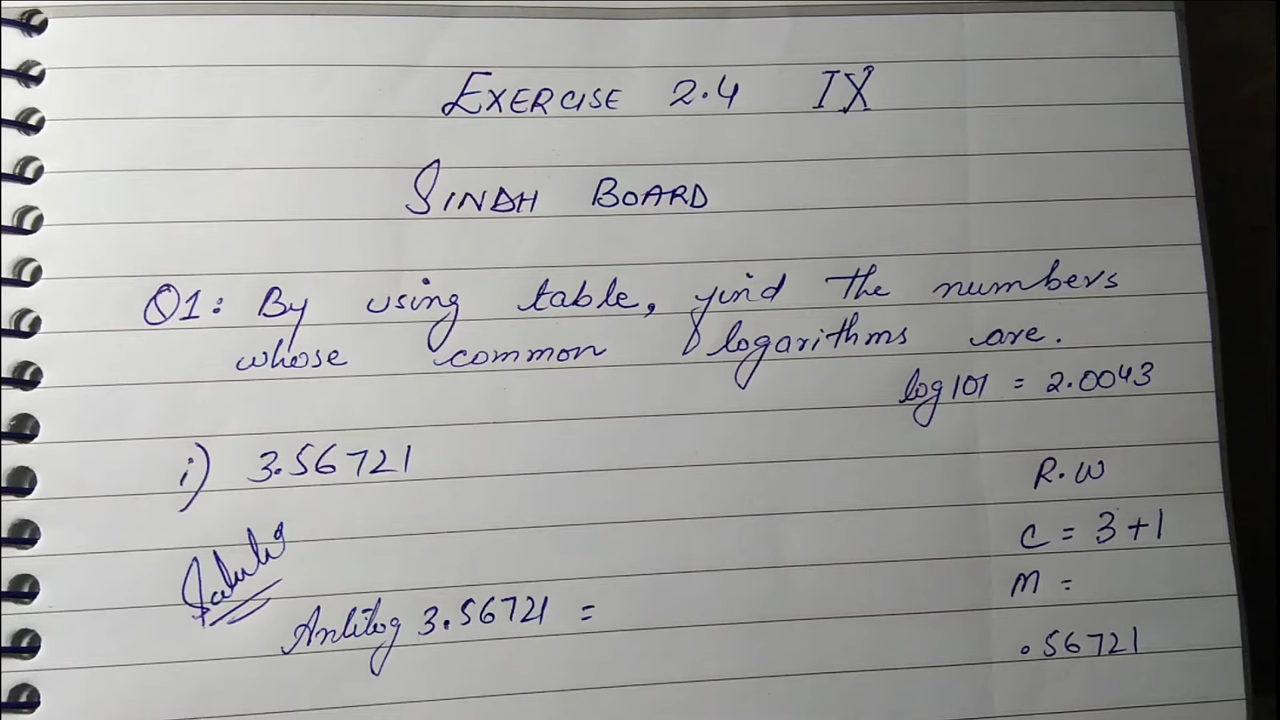 EXERCISE 2.4 IX
SINDH BOARD
Q1: By using table, find the numbers
whose common logarithms are.
log 101 = 2.0043
i) 3.56721
R.W
C = 3+1
M =
.56721
Antilog 3.56721 =